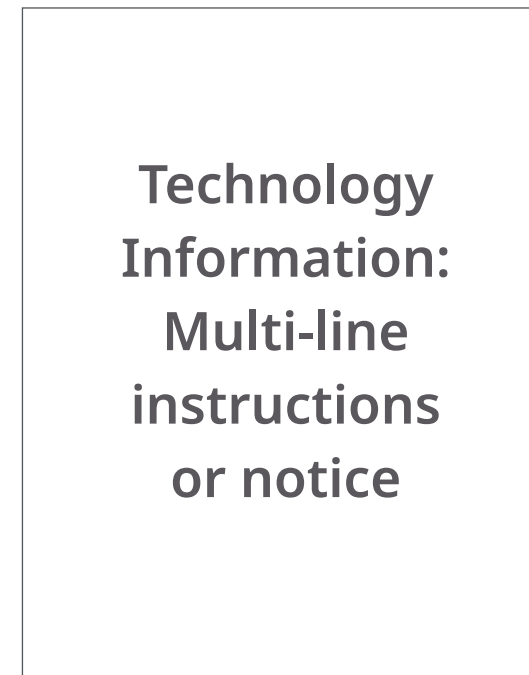 Technology
Information:
Multi-line
instructions
or notice